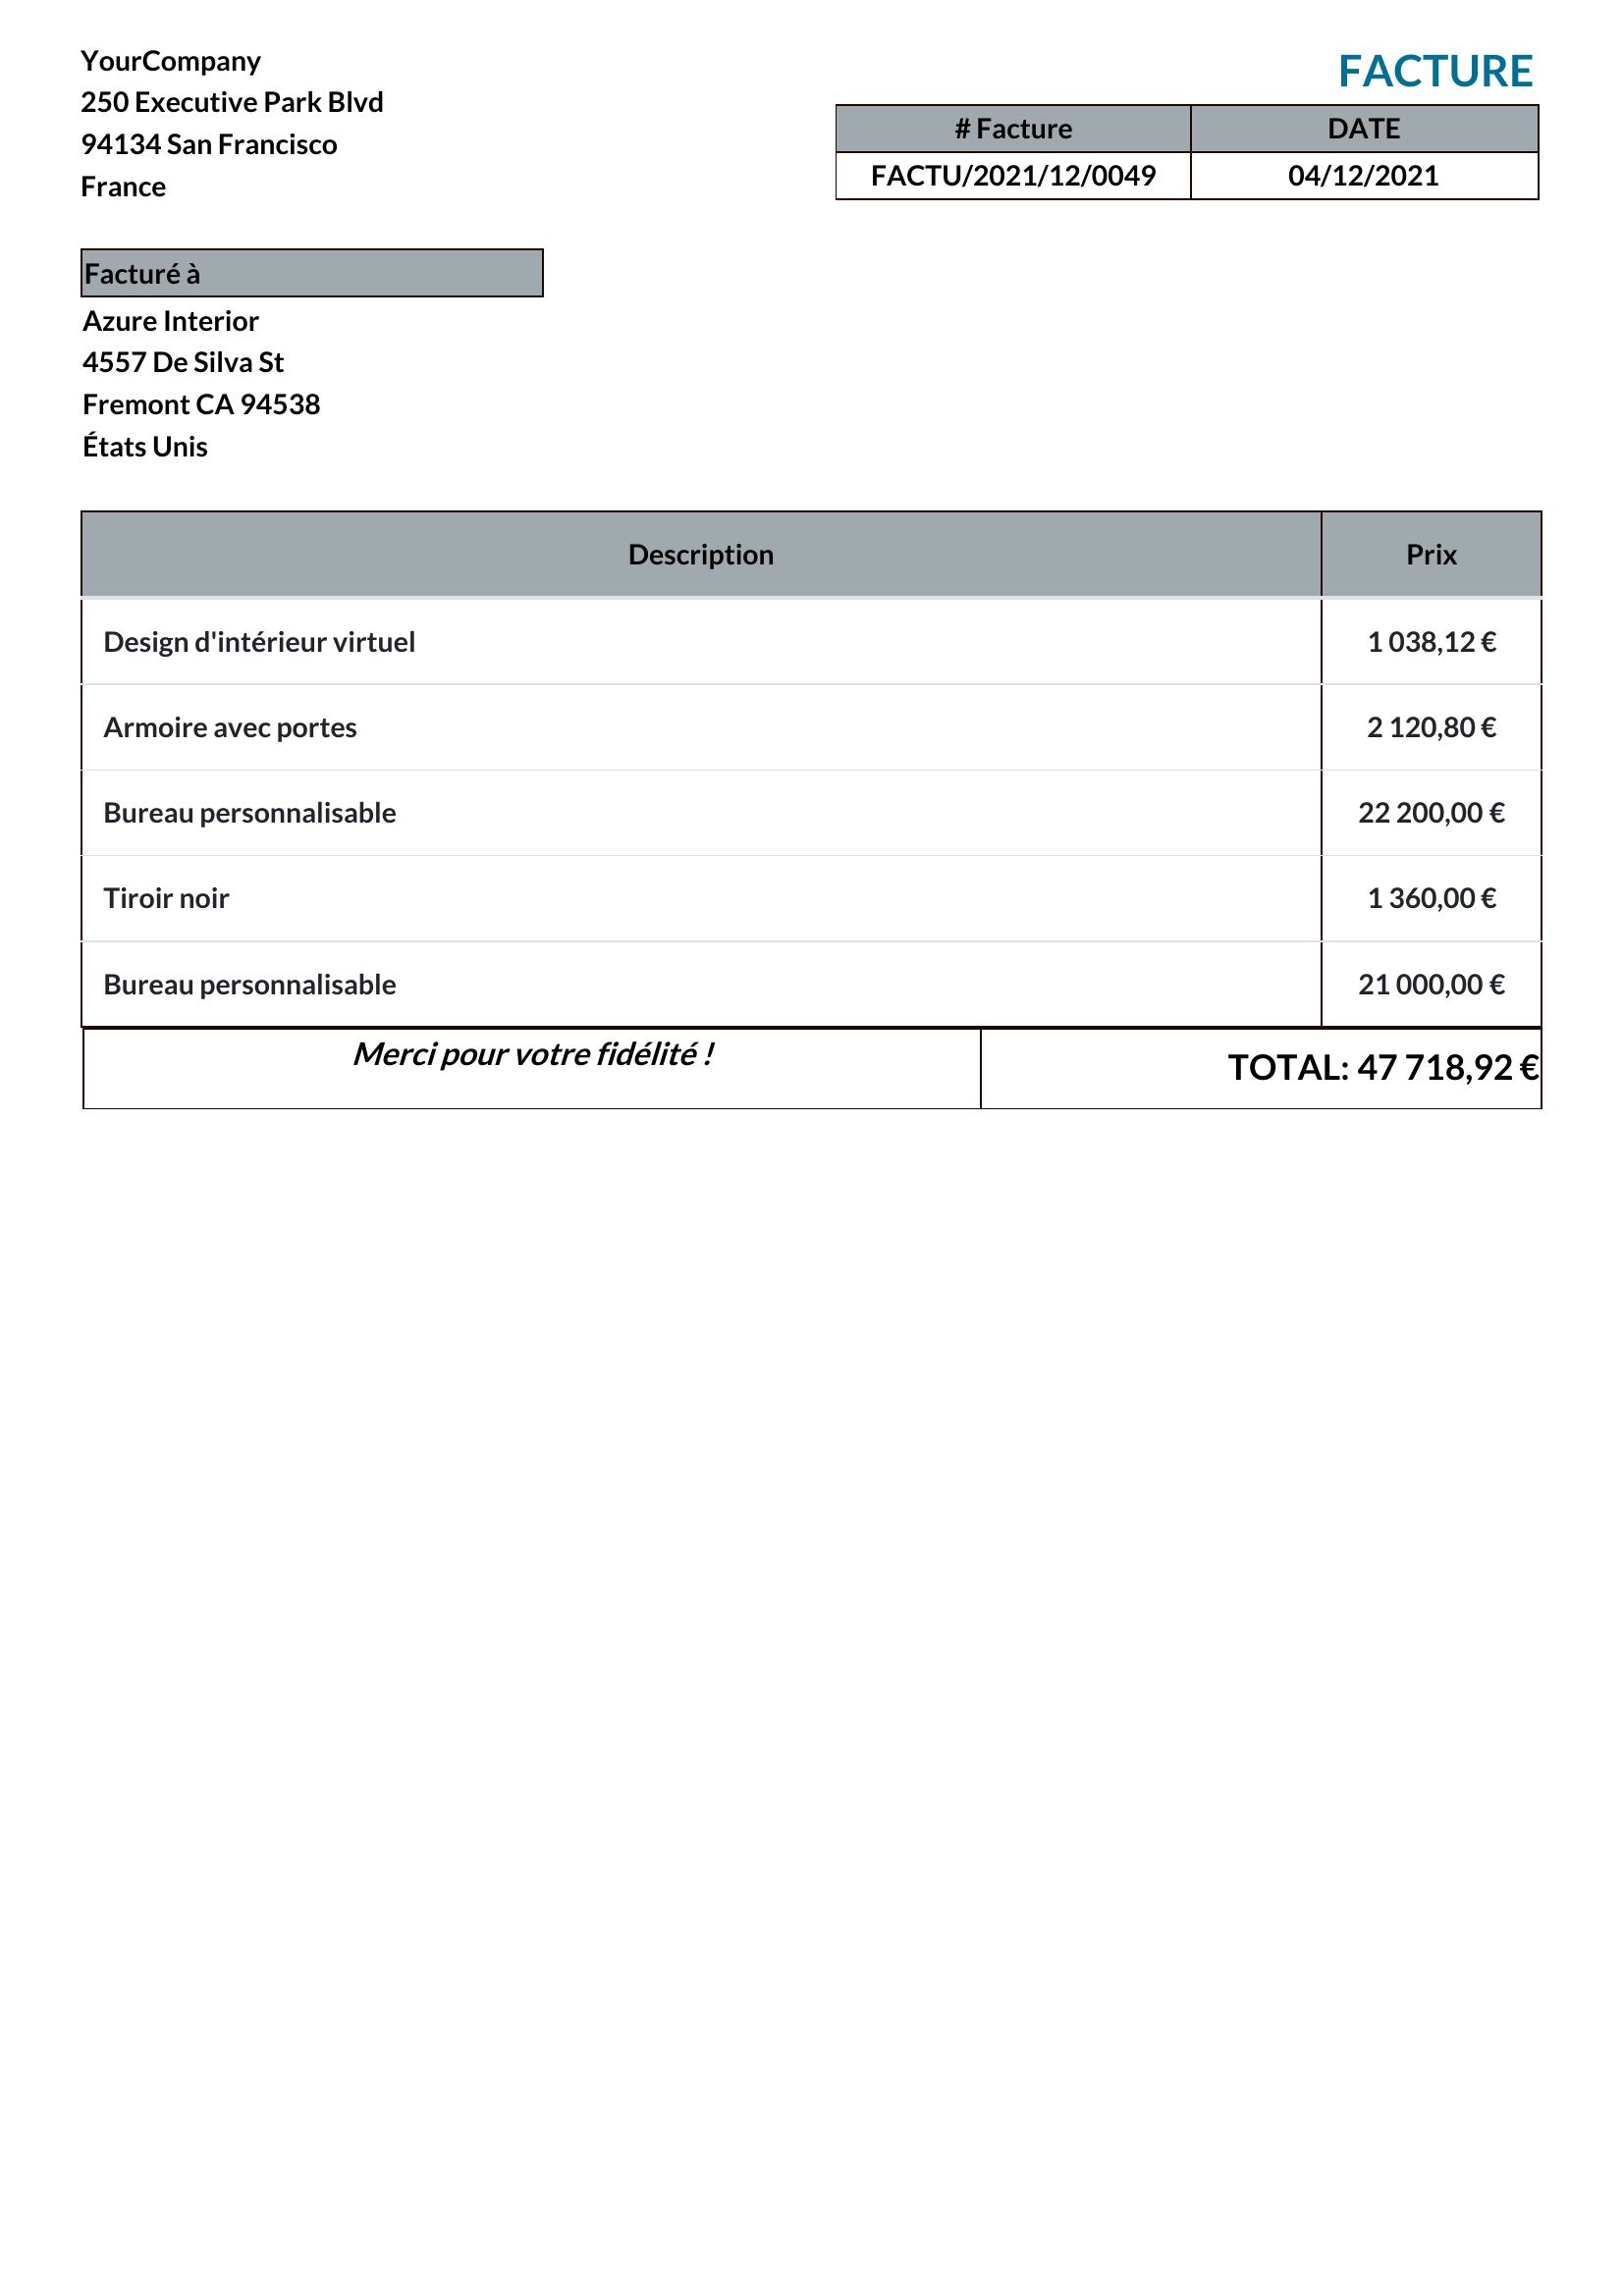 YourCompany
250 Executive Park Blvd
94134 San Francisco
France
FACTURE
# Facture DATE
FACTU/2021/12/0049 04/12/2021
Facturé à
Azure Interior
4557 De Silva St
Fremont CA 94538
États Unis
Description Prix
Design d'intérieur virtuel 1 038,12 €
Armoire avec portes 2 120,80 €
Bureau personnalisable 22 200,00 €
Tiroir noir 1 360,00 €
Bureau personnalisable 21 000,00 €
Merci pour votre fidélité ! TOTAL: 47 718,92 €